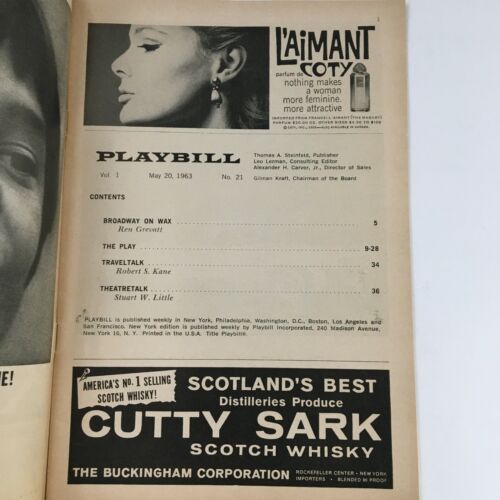 1
L'AIMANT
parfum de COTY
nothing makes
a woman
more feminine,
more attractive
PLAYBILL
Vol. 1 May 20, 1963 No. 21
Thomas A. Steinfeld, Publisher
Leo Lerman, Consulting Editor
Alexander H. Carver, Jr., Director of Sales
Gilman Kraft, Chairman of the Board
CONTENTS
BROADWAY ON WAX 5
Ren Grevatt
THE PLAY 9-28
TRAVELTALK 34
Robert S. Kane
THEATRETALK 36
Stuart W. Little
PLAYBILL is published weekly in New York, Philadelphia, Washington, D.C., Boston, Los Angeles and
San Francisco. New York edition is published weekly by Playbill Incorporated, 240 Madison Avenue,
New York 16, N. Y. Printed in the U.S.A. Title Playbill®.
E!
AMERICA'S NO. 1 SELLING
SCOTCH WHISKY!
SCOTLAND'S BEST
Distilleries Produce
CUTTY SARK
SCOTCH WHISKY
THE BUCKINGHAM CORPORATION
ROCKEFELLER CENTER • NEW YORK
IMPORTERS • BLENDED 86 PROOF